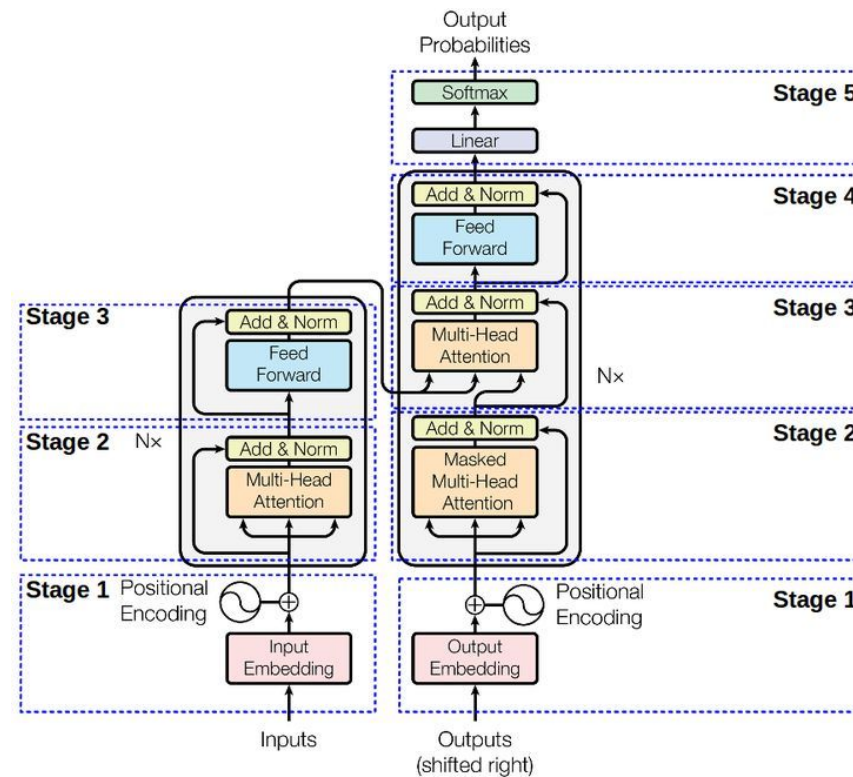 Output
Probabilities
Softmax
Stage 5
Linear
Add & Norm
Stage 4
Feed
Forward
Add & Norm
Stage 3
Multi-Head
Attention
N×
Add & Norm
Stage 2
Masked
Multi-Head
Attention
Stage 3
Add & Norm
Feed
Forward
Stage 2
N×
Add & Norm
Multi-Head
Attention
Stage 1
Positional
Encoding
Input
Embedding
Inputs
Positional
Encoding
Stage 1
Output
Embedding
Outputs
(shifted right)